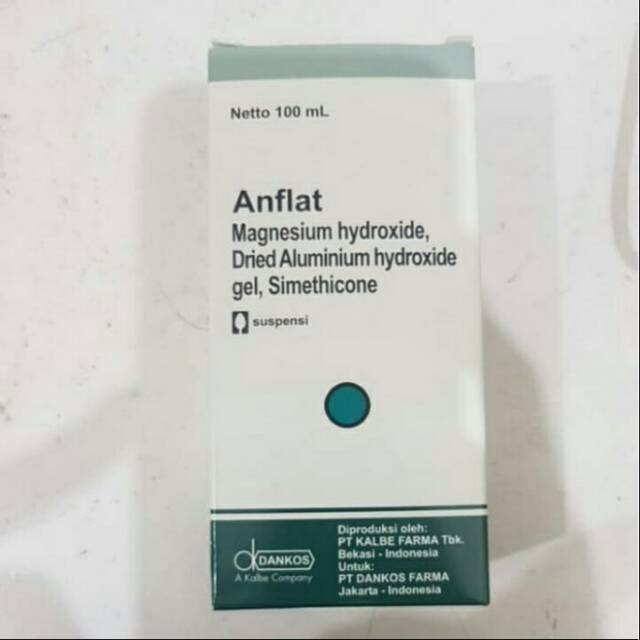 Netto 100 mL
Anflat
Magnesium hydroxide,
Dried Aluminium hydroxide
gel, Simethicone
suspensi
dk DANKOS
A Kalbe Company
Diproduksi oleh:
PT KALBE FARMA Tbk.
Bekasi - Indonesia
Untuk:
PT DANKOS FARMA
Jakarta - Indonesia